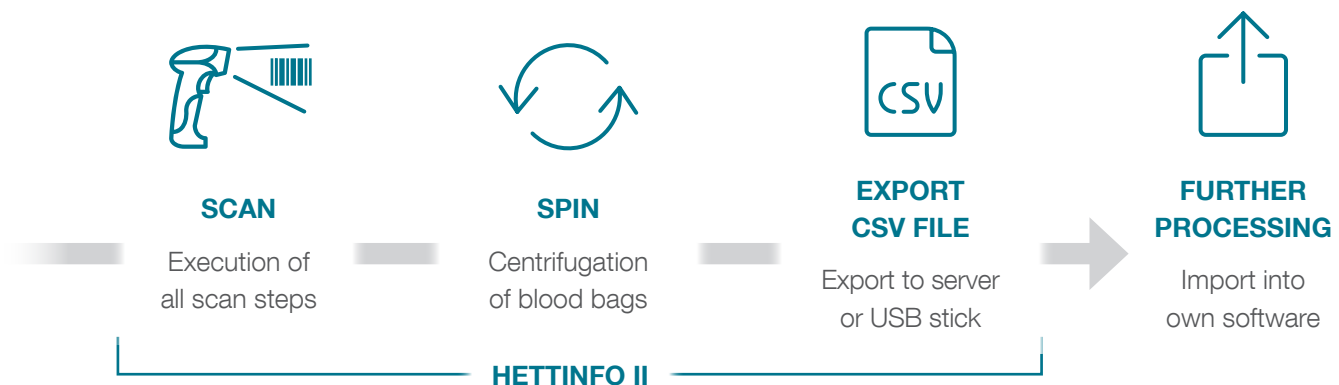 SCAN
Execution of
all scan steps
SPIN
Centrifugation
of blood bags
CSV
EXPORT
CSV FILE
Export to server
or USB stick
FURTHER
PROCESSING
Import into
own software
HETTINFO II